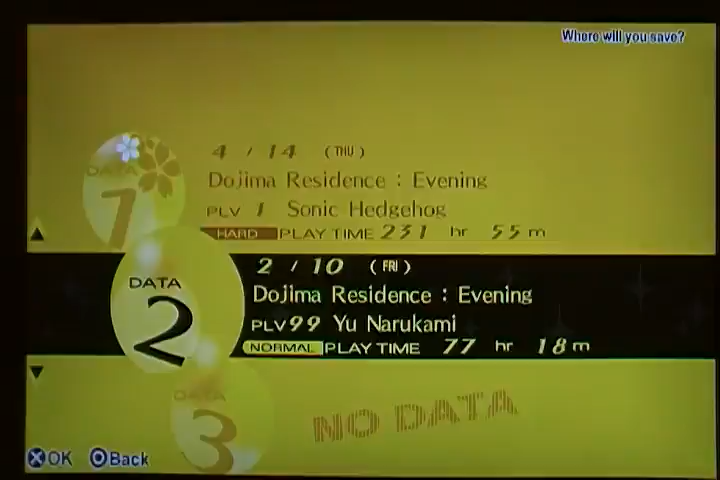 Where will you save?
DATA
1
4 / 14 (THU)
Dojima Residence : Evening
PLV 1 Sonic Hedgehog
HARD PLAY TIME 231 hr 55 m
DATA
2
2 / 10 (FRI)
Dojima Residence : Evening
PLV 99 Yu Narukami
NORMAL PLAY TIME 77 hr 18 m
DATA
3
NO DATA
OK Back